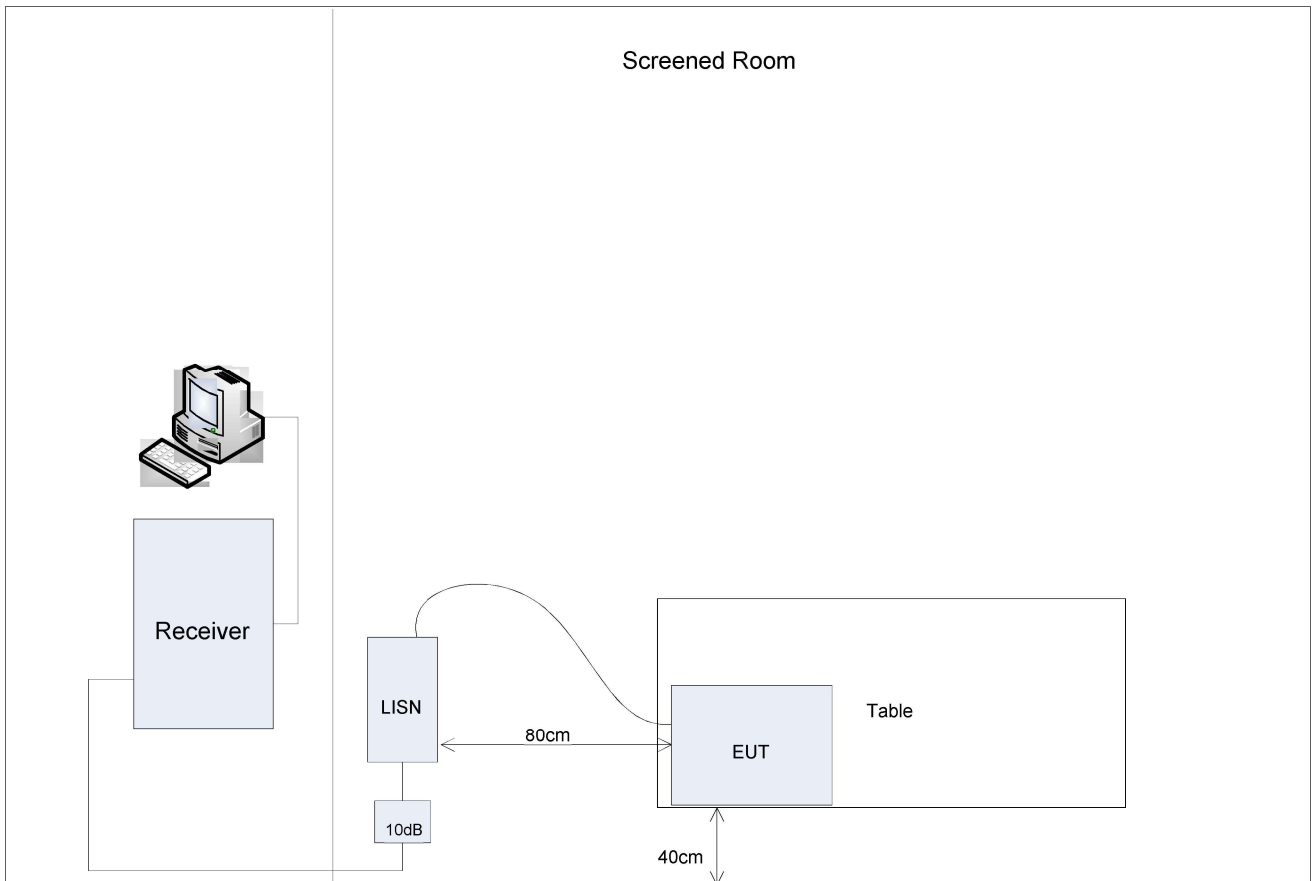 Screened Room
Receiver
LISN
80cm
Table
EUT
10dB
40cm